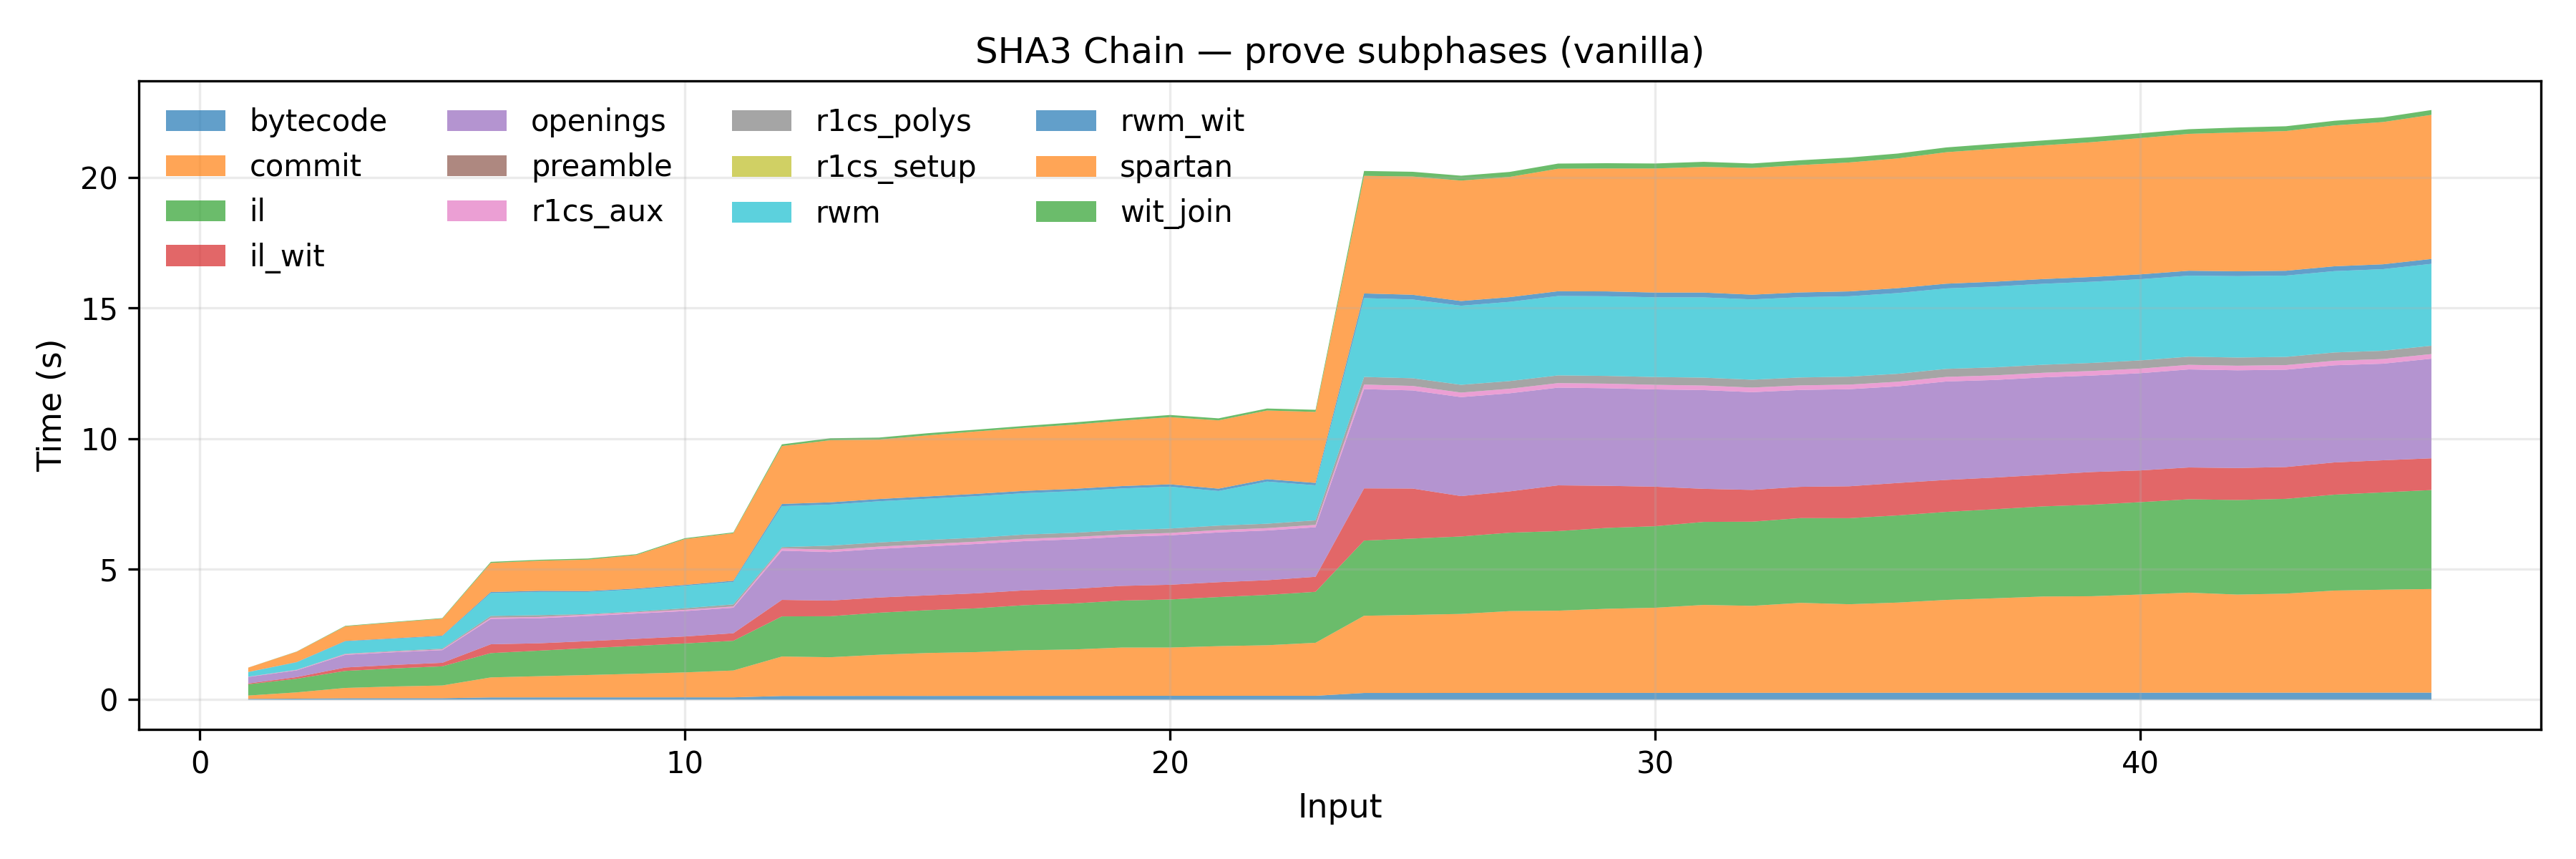 SHA3 Chain — prove subphases (vanilla)
bytecode
commit
il
il_wit
openings
preamble
r1cs_aux
r1cs_polys
r1cs_setup
rwm
rwm_wit
spartan
wit_join
Time (s)
20
15
10
5
0
0 10 20 30 40
Input